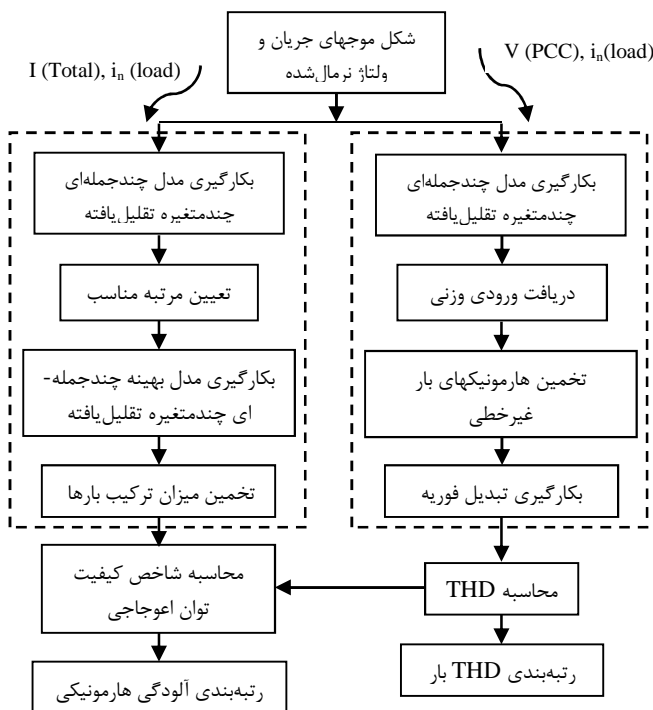 شکل موجهای جریان و
ولتاژ نرمال‌شده
I (Total), iₙ (load)
V (PCC), iₙ(load)
بکارگیری مدل چندجمله‌ای
چندمتغیره تقلیل‌یافته
تعیین مرتبه مناسب
بکارگیری مدل بهینه چندجمله-
ای چندمتغیره تقلیل‌یافته
تخمین میزان ترکیب بارها
محاسبه شاخص کیفیت
توان اعوجاجی
رتبه‌بندی آلودگی هارمونیکی
بکارگیری مدل چندجمله‌ای
چندمتغیره تقلیل‌یافته
دریافت ورودی وزنی
تخمین هارمونیکهای بار
غیرخطی
بکارگیری تبدیل فوریه
محاسبه THD
رتبه‌بندی THD بار